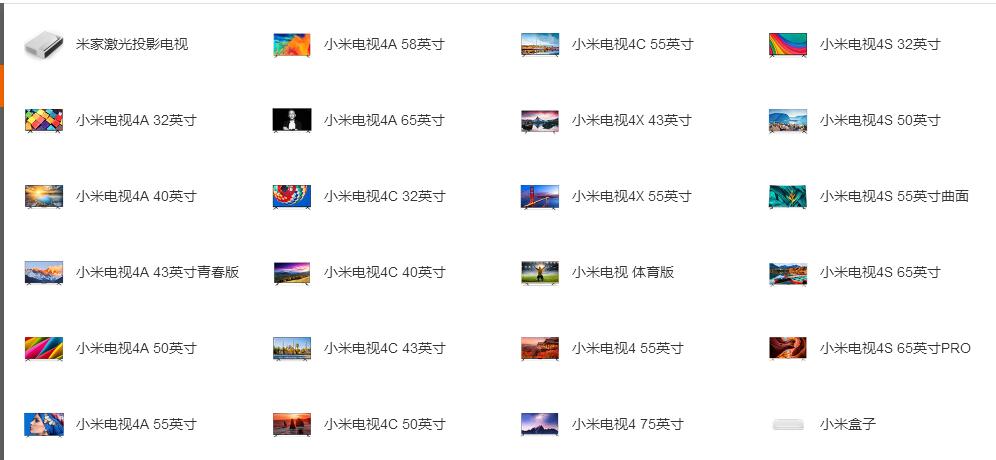 米家激光投影电视
小米电视4A 58英寸
小米电视4C 55英寸
小米电视4S 32英寸
小米电视4A 32英寸
小米电视4A 65英寸
小米电视4X 43英寸
小米电视4S 50英寸
小米电视4A 40英寸
小米电视4C 32英寸
小米电视4X 55英寸
小米电视4S 55英寸曲面
小米电视4A 43英寸青春版
小米电视4C 40英寸
小米电视 体育版
小米电视4S 65英寸
小米电视4A 50英寸
小米电视4C 43英寸
小米电视4 55英寸
小米电视4S 65英寸PRO
小米电视4A 55英寸
小米电视4C 50英寸
小米电视4 75英寸
小米盒子